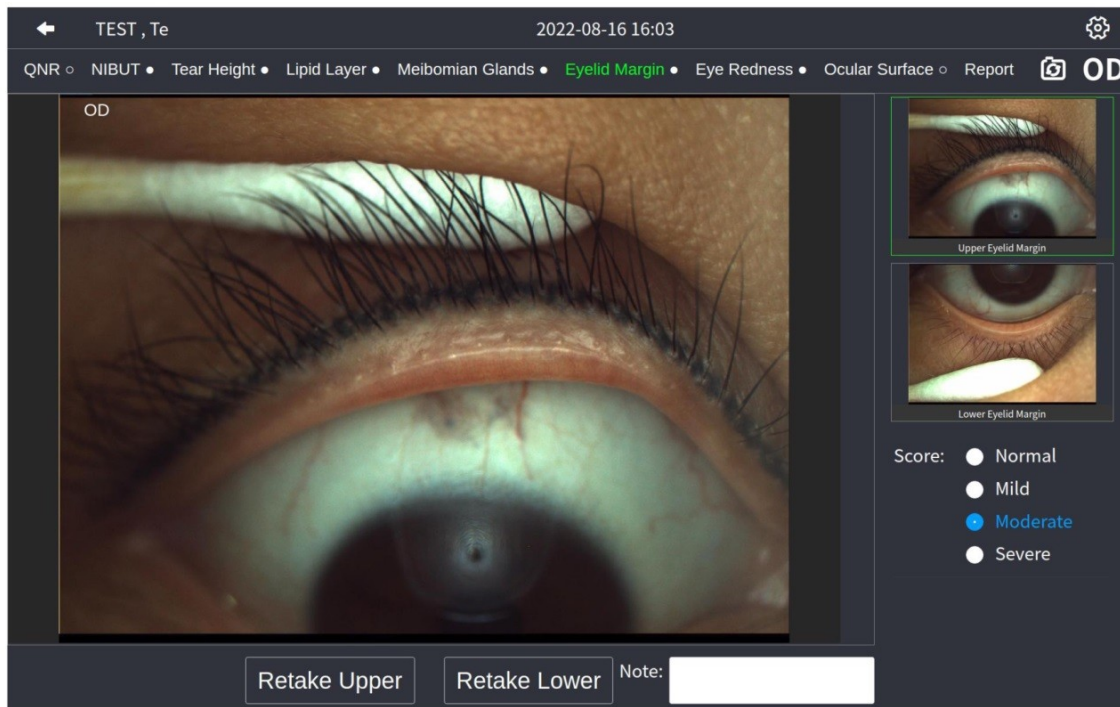 TEST , Te 2022-08-16 16:03
QNR NIBUT Tear Height Lipid Layer Meibomian Glands Eyelid Margin Eye Redness Ocular Surface Report OD
OD
Upper Eyelid Margin
Lower Eyelid Margin
Score: Normal
Mild
Moderate
Severe
Retake Upper Retake Lower Note: